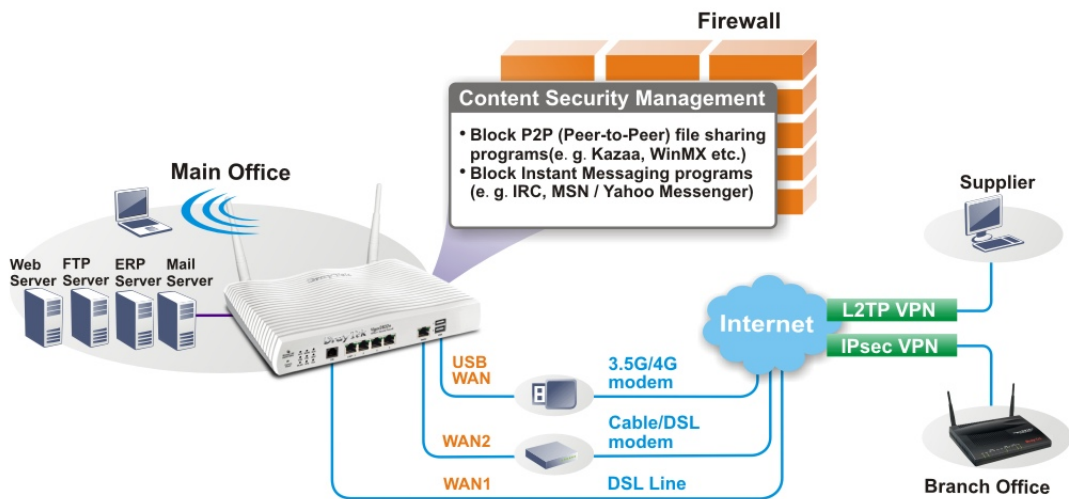 Firewall
Content Security Management
• Block P2P (Peer-to-Peer) file sharing
programs(e. g. Kazaa, WinMX etc.)
• Block Instant Messaging programs
(e. g. IRC, MSN / Yahoo Messenger)
Main Office
Supplier
Web
Server
FTP
Server
ERP
Server
Mail
Server
Internet
L2TP VPN
IPsec VPN
USB
WAN
3.5G/4G
modem
WAN2
Cable/DSL
modem
WAN1
DSL Line
Branch Office